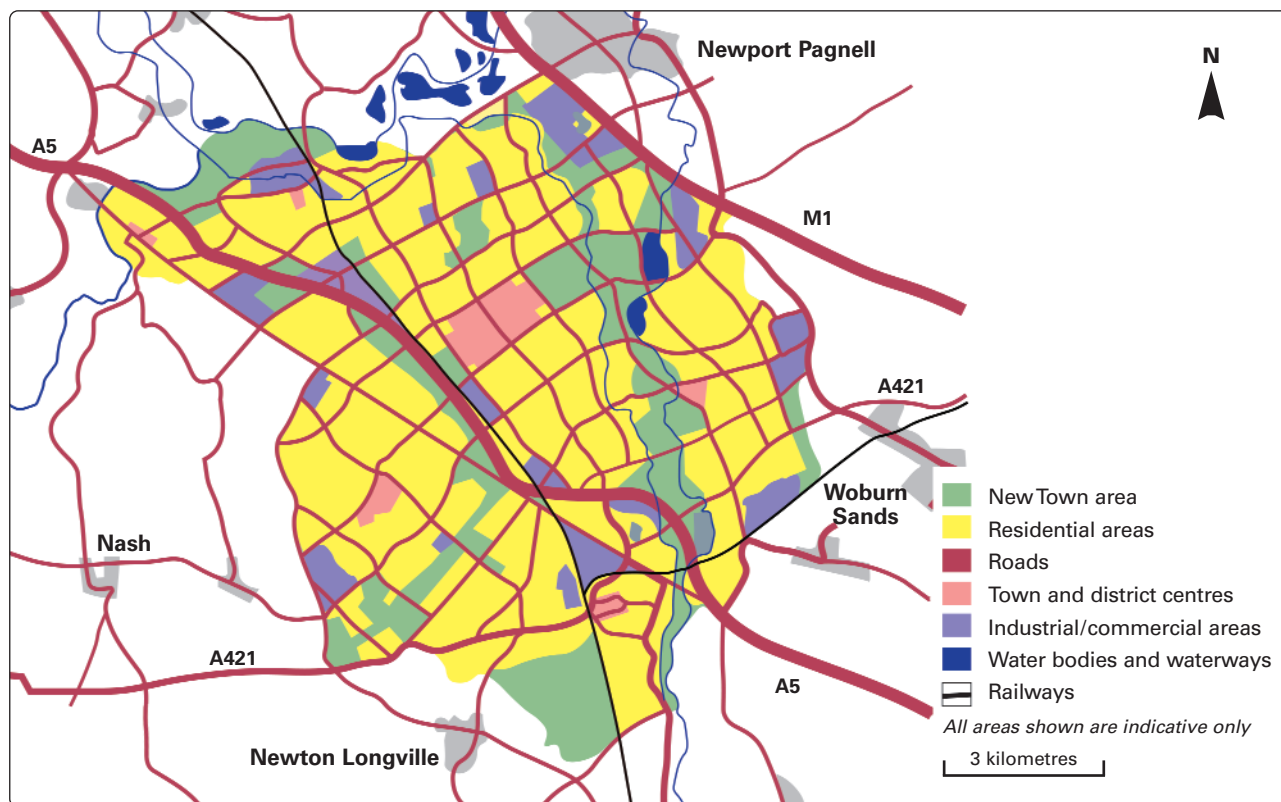 Newport Pagnell
N
A5
M1
A421
Woburn
Sands
Nash
A421
A5
Newton Longville
New Town area
Residential areas
Roads
Town and district centres
Industrial/commercial areas
Water bodies and waterways
Railways
All areas shown are indicative only
3 kilometres